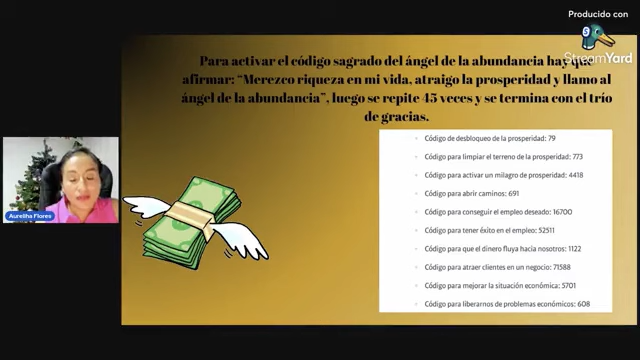 Producido con
StreamYard
Para activar el código sagrado del ángel de la abundancia hay que
afirmar: “Merezco riqueza en mi vida, atraigo la prosperidad y llamo al
ángel de la abundancia”, luego se repite 45 veces y se termina con el trío
de gracias.
Código de desbloqueo de la prosperidad: 79
Código para limpiar el terreno de la prosperidad: 773
Código para activar un milagro de prosperidad: 4418
Código para abrir caminos: 691
Código para conseguir el empleo deseado: 16700
Código para tener éxito en el empleo: 52511
Código para que el dinero fluya hacia nosotros: 1122
Código para atraer clientes en un negocio: 71588
Código para mejorar la situación económica: 5701
Código para liberarnos de problemas económicos: 608
Aureliha Flores